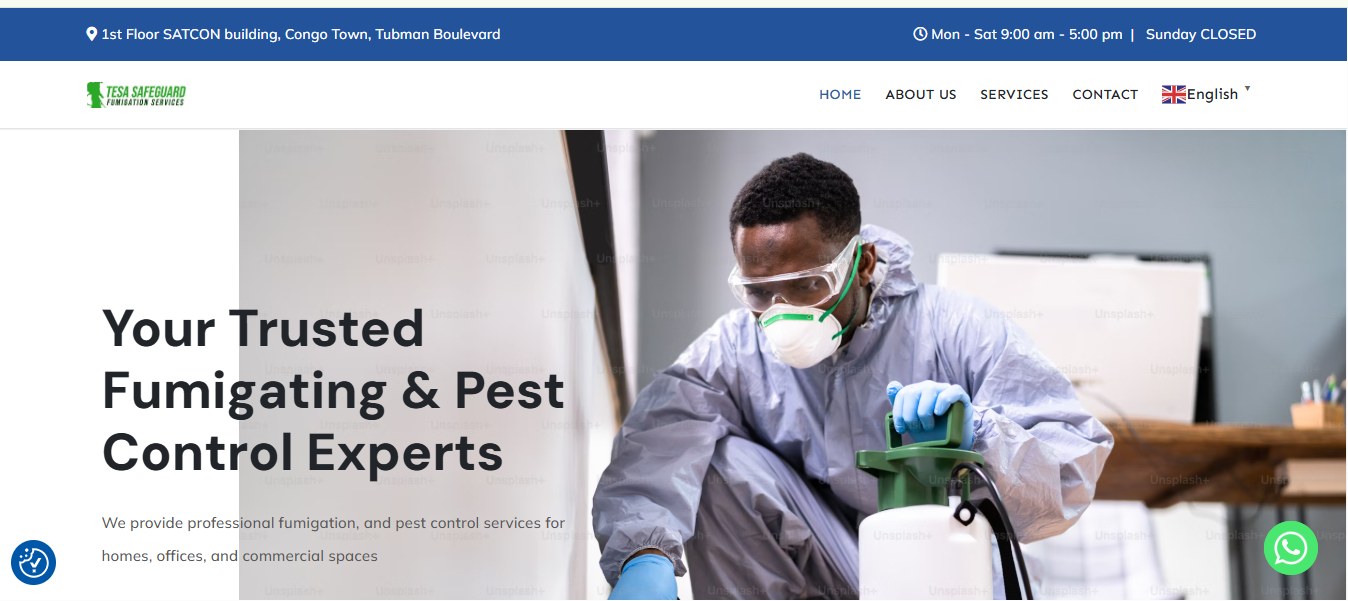 1st Floor SATCON building, Congo Town, Tubman Boulevard
Mon - Sat 9:00 am - 5:00 pm | Sunday CLOSED
TESA SAFEGUARD
FUMIGATION SERVICES
HOME ABOUT US SERVICES CONTACT English
Your Trusted
Fumigating & Pest
Control Experts
We provide professional fumigation, and pest control services for
homes, offices, and commercial spaces
Unsplash+